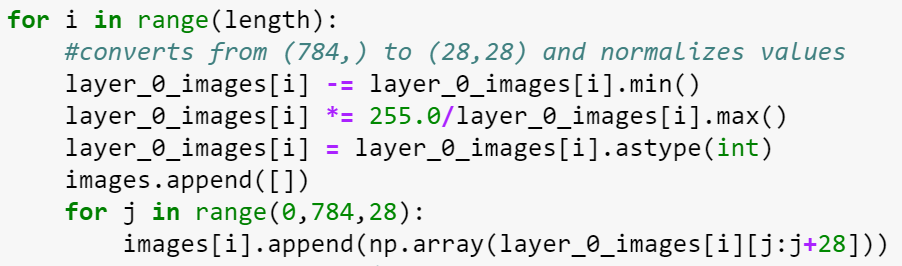 for i in range(length):
    #converts from (784,) to (28,28) and normalizes values
    layer_0_images[i] -= layer_0_images[i].min()
    layer_0_images[i] *= 255.0/layer_0_images[i].max()
    layer_0_images[i] = layer_0_images[i].astype(int)
    images.append([])
    for j in range(0,784,28):
        images[i].append(np.array(layer_0_images[i][j:j+28]))